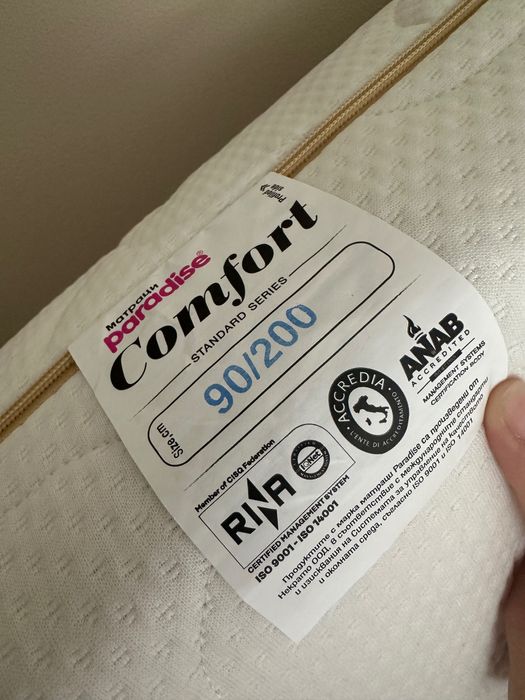 Profiled side
Матраци
paradise®
Comfort
STANDARD SERIES
Size.cm
90/200
ACCREDIA
L'ENTE DI ACCREDITAMENTO
ANAB
ACCREDITED
MANAGEMENT SYSTEMS
CERTIFICATION BODY
Member of CISQ Federation
RINA
IQNet
CERTIFIED MANAGEMENT SYSTEM
ISO 9001 - ISO 14001
Продуктите с марка матраци Paradise са произведени от
Некрато ООД, в съответствие с международните стандарти
и изисквания на Системата за управление на качеството
и околната среда, съгласно ISO 9001 и ISO 14001